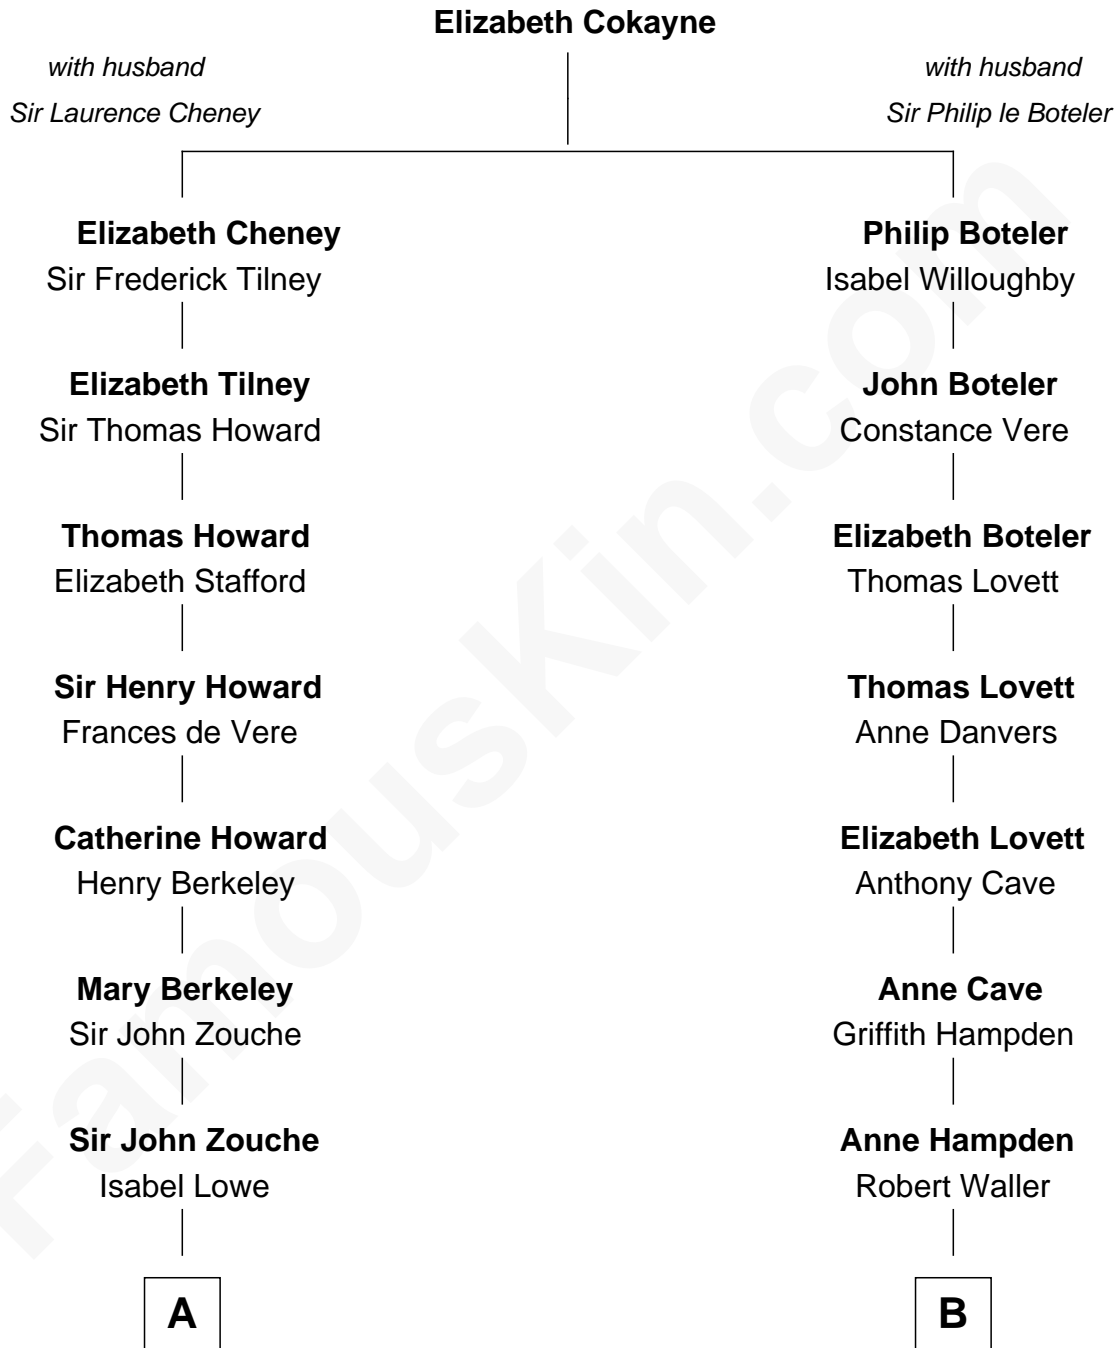 Elizabeth Cokayne
with husband
Sir Laurence Cheney
with husband
Sir Philip le Boteler
Elizabeth Cheney
Sir Frederick Tilney
Elizabeth Tilney
Sir Thomas Howard
Thomas Howard
Elizabeth Stafford
Sir Henry Howard
Frances de Vere
Catherine Howard
Henry Berkeley
Mary Berkeley
Sir John Zouche
Sir John Zouche
Isabel Lowe
A
Philip Boteler
Isabel Willoughby
John Boteler
Constance Vere
Elizabeth Boteler
Thomas Lovett
Thomas Lovett
Anne Danvers
Elizabeth Lovett
Anthony Cave
Anne Cave
Griffith Hampden
Anne Hampden
Robert Waller
B
FamousKin.com